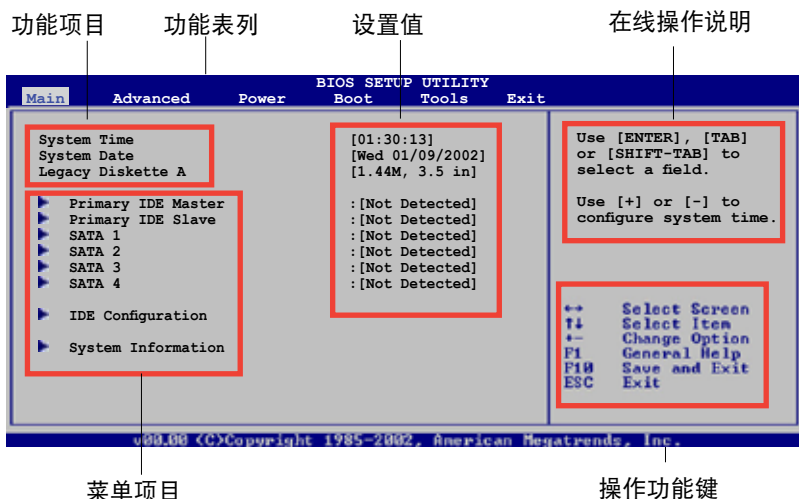 功能项目 功能表列 设置值 在线操作说明
BIOS SETUP UTILITY
Main Advanced Power Boot Tools Exit
System Time [01:30:13]
System Date [Wed 01/09/2002]
Legacy Diskette A [1.44M, 3.5 in]
Primary IDE Master :[Not Detected]
Primary IDE Slave :[Not Detected]
SATA 1 :[Not Detected]
SATA 2 :[Not Detected]
SATA 3 :[Not Detected]
SATA 4 :[Not Detected]
IDE Configuration
System Information
Use [ENTER], [TAB]
or [SHIFT-TAB] to
select a field.
Use [+] or [-] to
configure system time.
↔ Select Screen
↑↓ Select Item
+- Change Option
F1 General Help
F10 Save and Exit
ESC Exit
v00.00 (C)Copyright 1985-2002, American Megatrends, Inc.
菜单项目 操作功能键